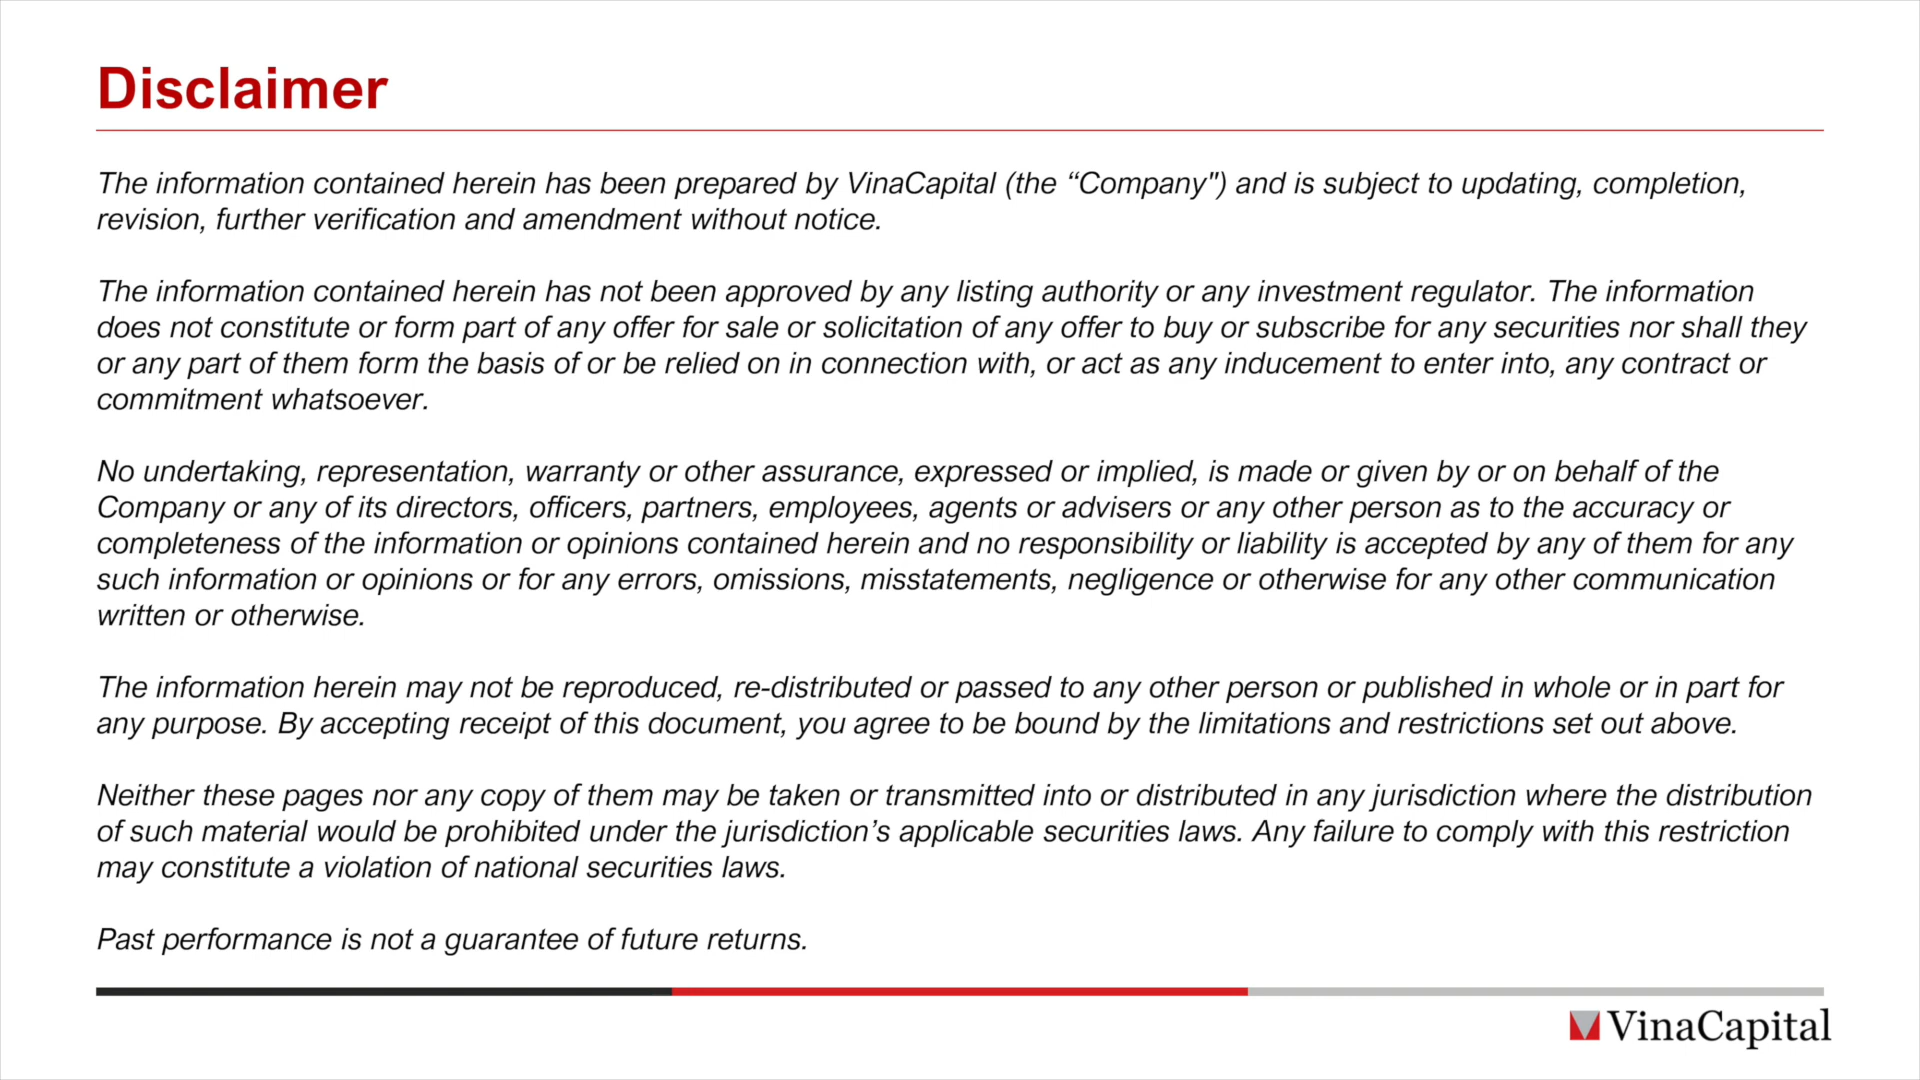 Disclaimer
The information contained herein has been prepared by VinaCapital (the “Company") and is subject to updating, completion,
revision, further verification and amendment without notice.
The information contained herein has not been approved by any listing authority or any investment regulator. The information
does not constitute or form part of any offer for sale or solicitation of any offer to buy or subscribe for any securities nor shall they
or any part of them form the basis of or be relied on in connection with, or act as any inducement to enter into, any contract or
commitment whatsoever.
No undertaking, representation, warranty or other assurance, expressed or implied, is made or given by or on behalf of the
Company or any of its directors, officers, partners, employees, agents or advisers or any other person as to the accuracy or
completeness of the information or opinions contained herein and no responsibility or liability is accepted by any of them for any
such information or opinions or for any errors, omissions, misstatements, negligence or otherwise for any other communication
written or otherwise.
The information herein may not be reproduced, re-distributed or passed to any other person or published in whole or in part for
any purpose. By accepting receipt of this document, you agree to be bound by the limitations and restrictions set out above.
Neither these pages nor any copy of them may be taken or transmitted into or distributed in any jurisdiction where the distribution
of such material would be prohibited under the jurisdiction’s applicable securities laws. Any failure to comply with this restriction
may constitute a violation of national securities laws.
Past performance is not a guarantee of future returns.
VinaCapital